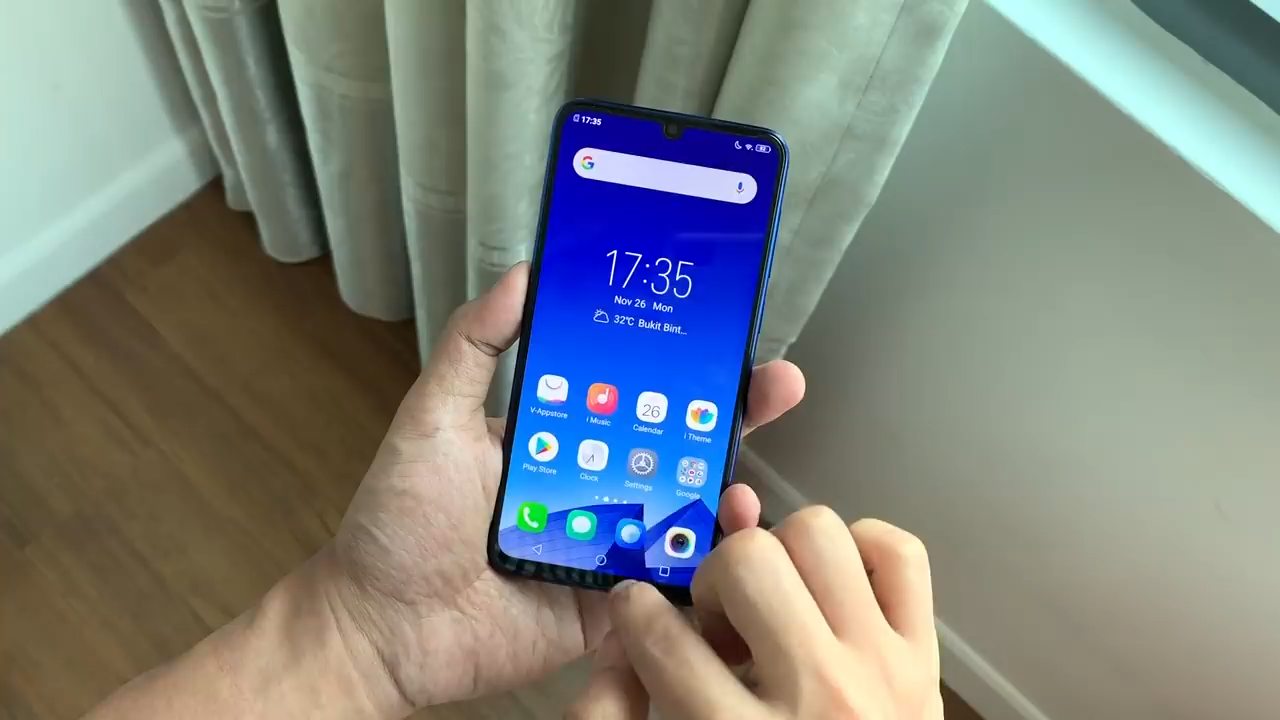 17:35
17:35
Nov 26 Mon
32℃ Bukit Bint...
V-Appstore
i Music
26
Calendar
i Theme
Play Store
Clock
Settings
Google